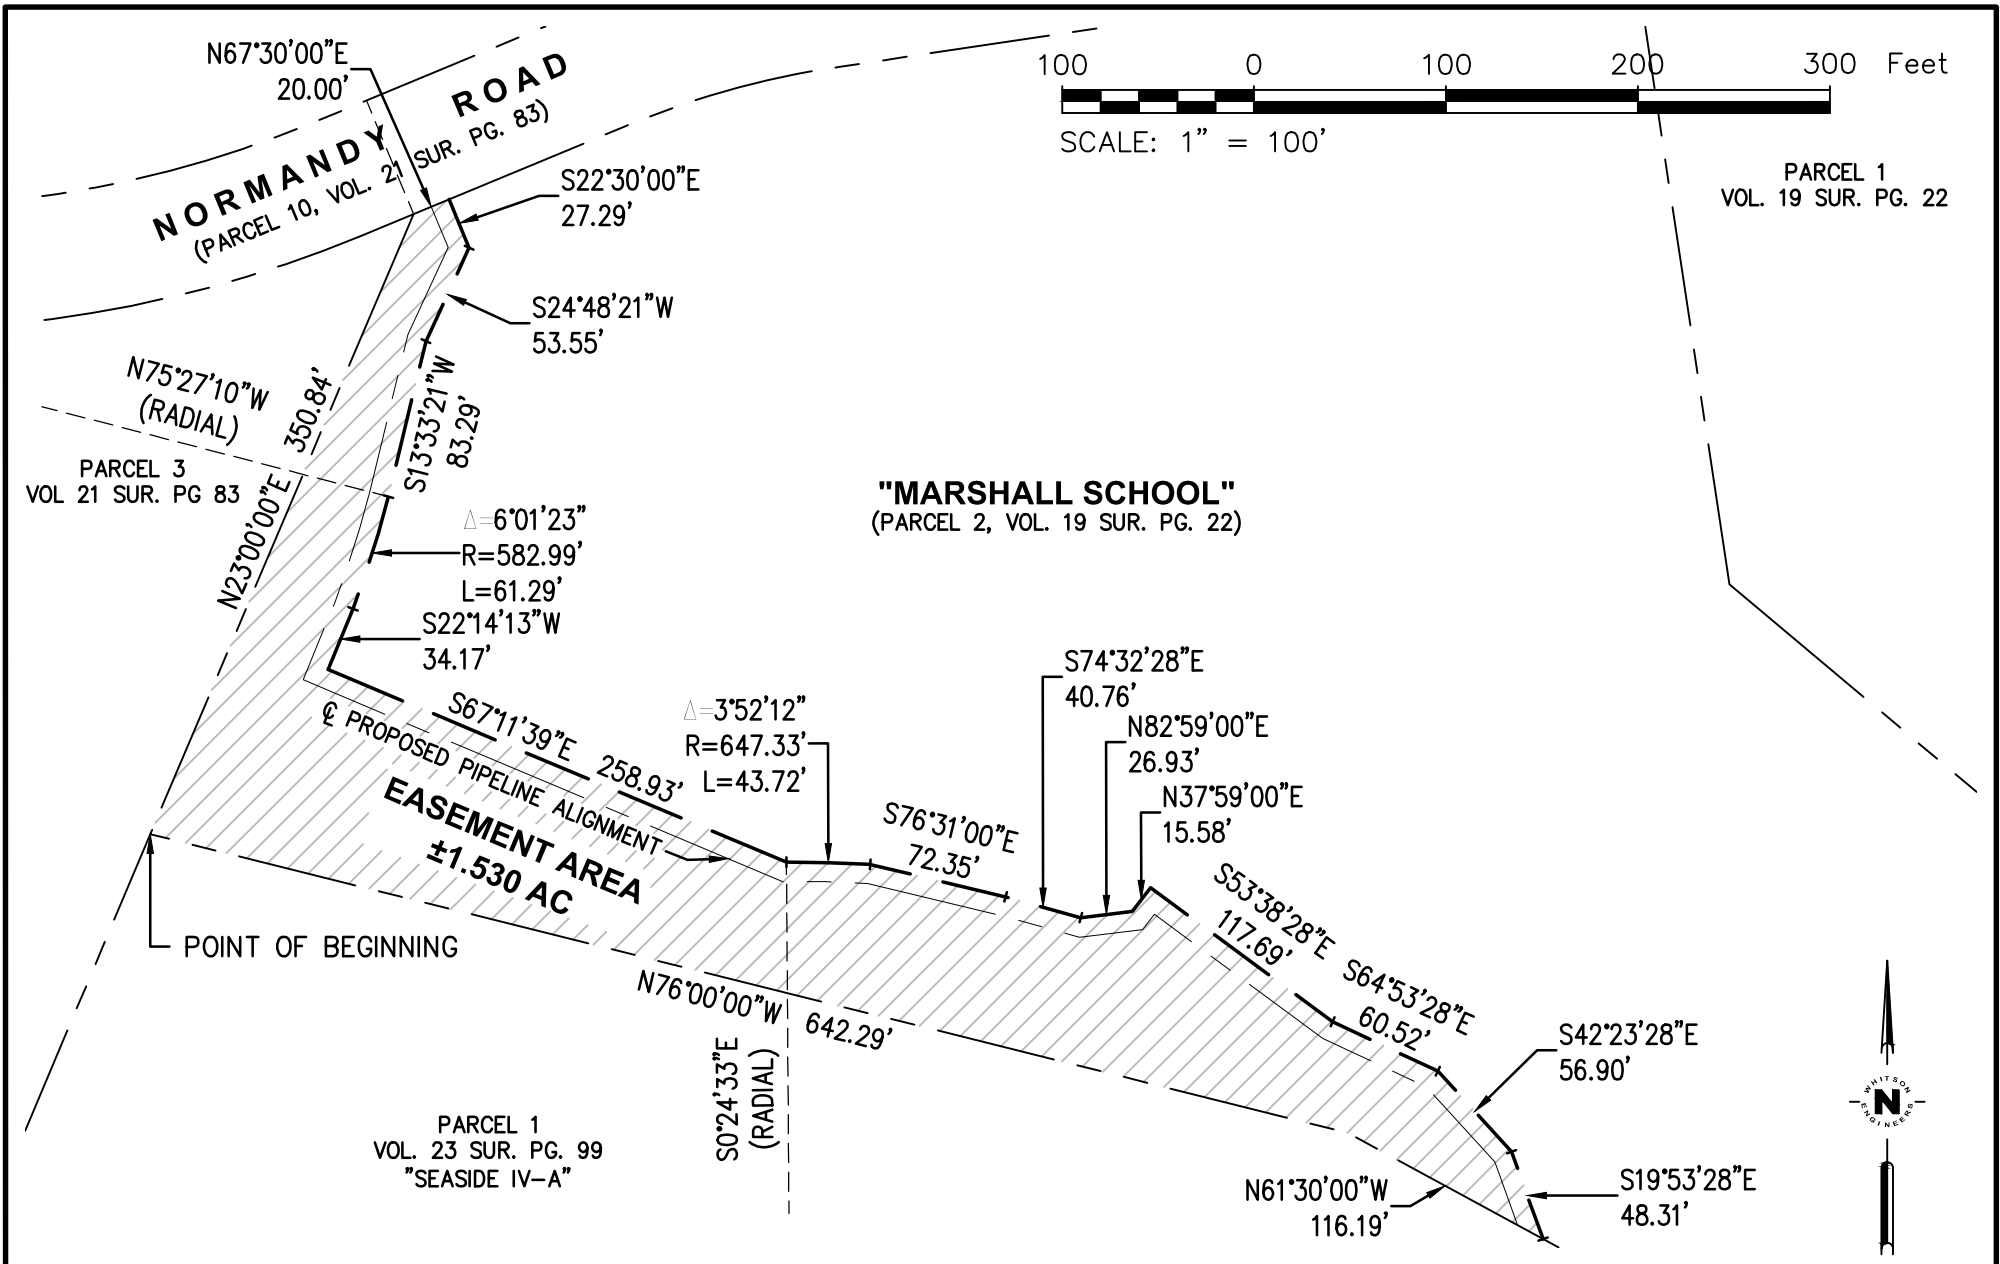 N67°30'00"E
20.00'
NORMANDY ROAD
(PARCEL 10, VOL. 21 SUR. PG. 83)
100 0 100 200 300 Feet
SCALE: 1" = 100'
PARCEL 1
VOL. 19 SUR. PG. 22
S22°30'00"E
27.29'
S24°48'21"W
53.55'
N75°27'10"W
(RADIAL)
N23°00'00"E 350.84'
S13°33'21"W
83.29'
PARCEL 3
VOL 21 SUR. PG 83
"MARSHALL SCHOOL"
(PARCEL 2, VOL. 19 SUR. PG. 22)
Δ=6°01'23"
R=582.99'
L=61.29'
S22°14'13"W
34.17'
S67°11'39"E 258.93'
℄ PROPOSED PIPELINE ALIGNMENT
EASEMENT AREA
±1.530 AC
Δ=3°52'12"
R=647.33'
L=43.72'
S74°32'28"E
40.76'
N82°59'00"E
26.93'
N37°59'00"E
15.58'
S76°31'00"E
72.35'
S53°38'28"E
117.69'
S64°53'28"E
60.52'
POINT OF BEGINNING
N76°00'00"W 642.29'
S0°24'33"E
(RADIAL)
S42°23'28"E
56.90'
PARCEL 1
VOL. 23 SUR. PG. 99
"SEASIDE IV-A"
N61°30'00"W
116.19'
S19°53'28"E
48.31'
WHITSON
N
ENGINEERS